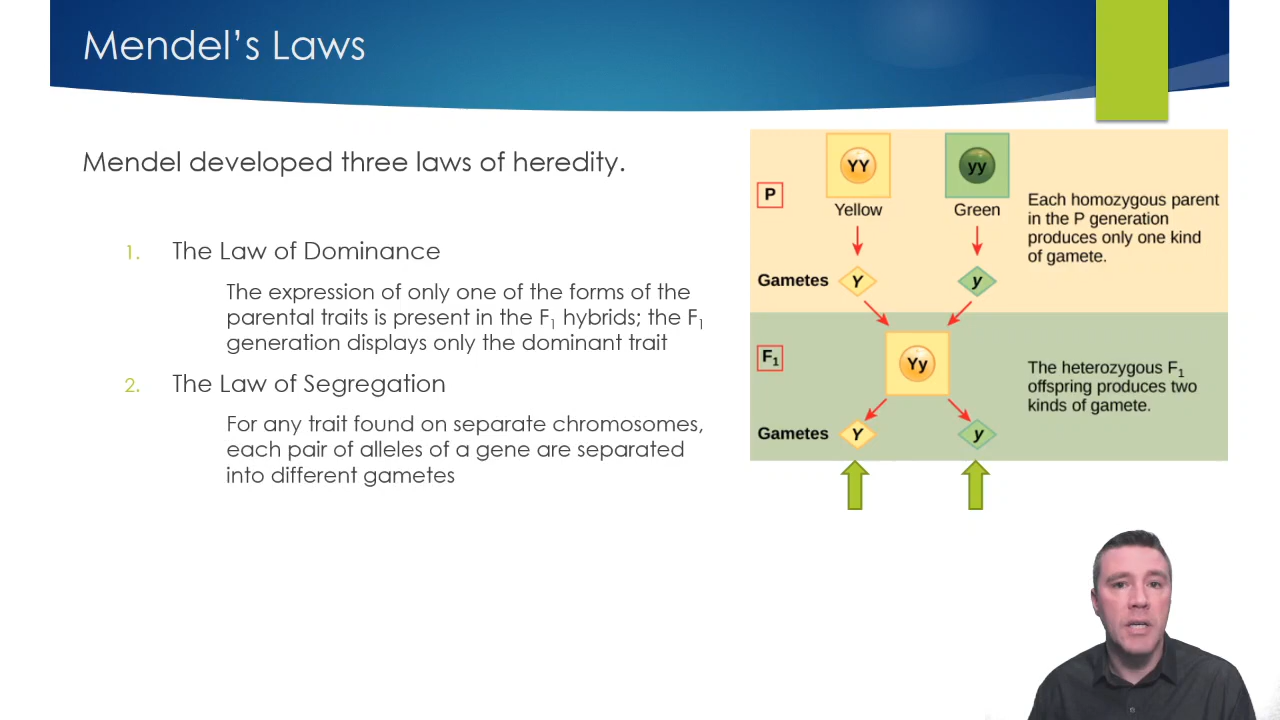 Mendel’s Laws
Mendel developed three laws of heredity.
1. The Law of Dominance
The expression of only one of the forms of the
parental traits is present in the F₁ hybrids; the F₁
generation displays only the dominant trait
2. The Law of Segregation
For any trait found on separate chromosomes,
each pair of alleles of a gene are separated
into different gametes
YY
yy
P
Yellow
Green
Each homozygous parent
in the P generation
produces only one kind
of gamete.
Gametes
Y
y
F₁
Yy
The heterozygous F₁
offspring produces two
kinds of gamete.
Gametes
Y
y